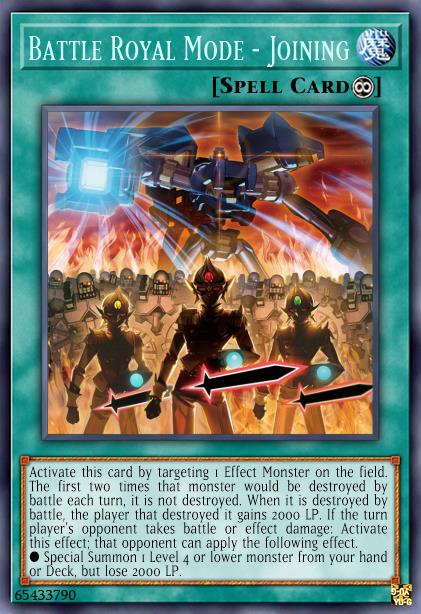 BATTLE ROYAL MODE - JOINING
[SPELL CARD]
Activate this card by targeting 1 Effect Monster on the field.
The first two times that monster would be destroyed by
battle each turn, it is not destroyed. When it is destroyed by
battle, the player that destroyed it gains 2000 LP. If the turn
player's opponent takes battle or effect damage: Activate
this effect; that opponent can apply the following effect.
● Special Summon 1 Level 4 or lower monster from your hand
or Deck, but lose 2000 LP.
65433790